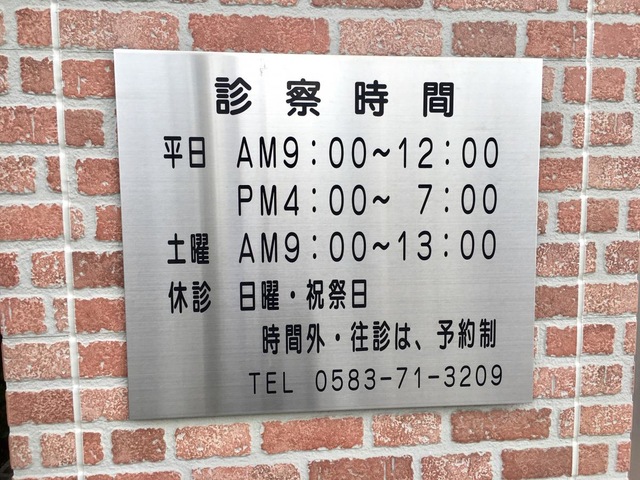 診察時間
平日 AM9:00~12:00
PM4:00~ 7:00
土曜 AM9:00~13:00
休診 日曜・祝祭日
時間外・往診は、予約制
TEL 0583-71-3209